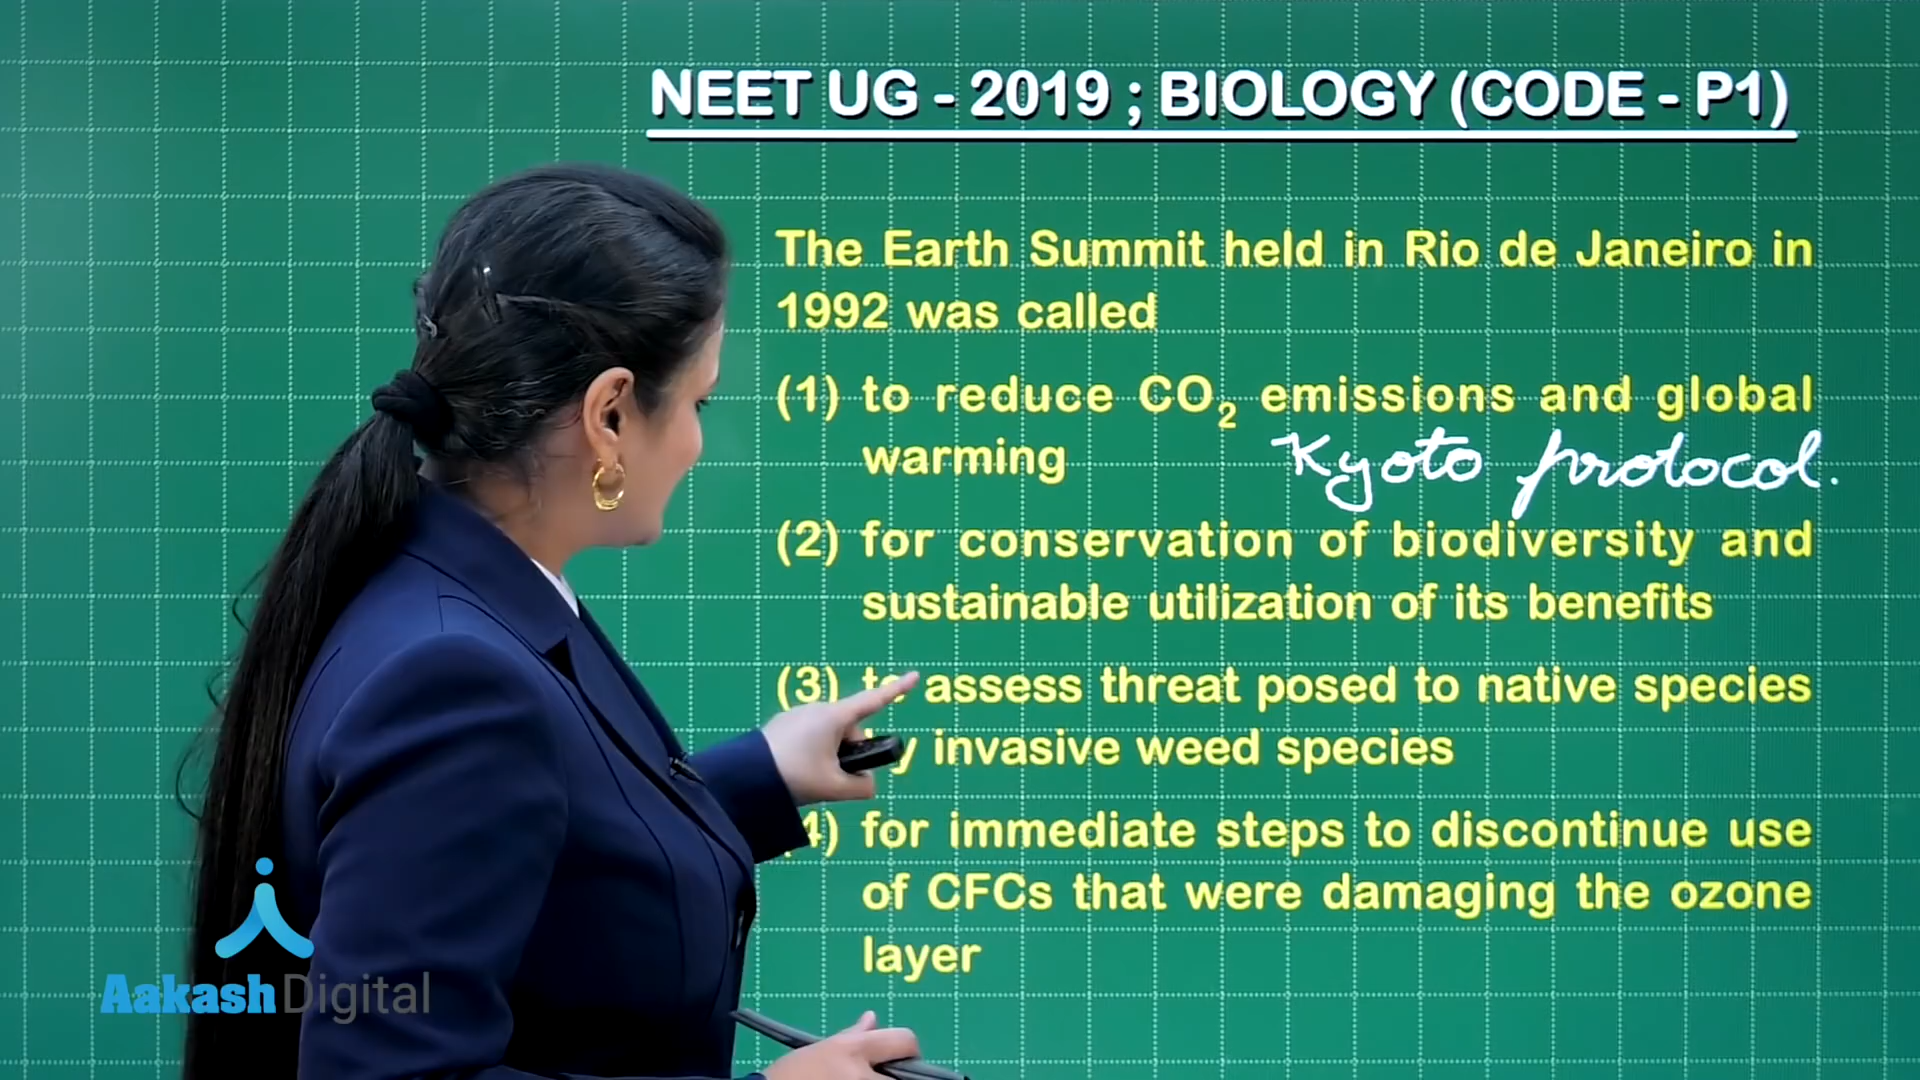 NEET UG - 2019 ; BIOLOGY (CODE - P1)
The Earth Summit held in Rio de Janeiro in
1992 was called
(1) to reduce CO₂ emissions and global
warming
Kyoto protocol.
(2) for conservation of biodiversity and
sustainable utilization of its benefits
(3) to assess threat posed to native species
by invasive weed species
(4) for immediate steps to discontinue use
of CFCs that were damaging the ozone
layer
Aakash Digital